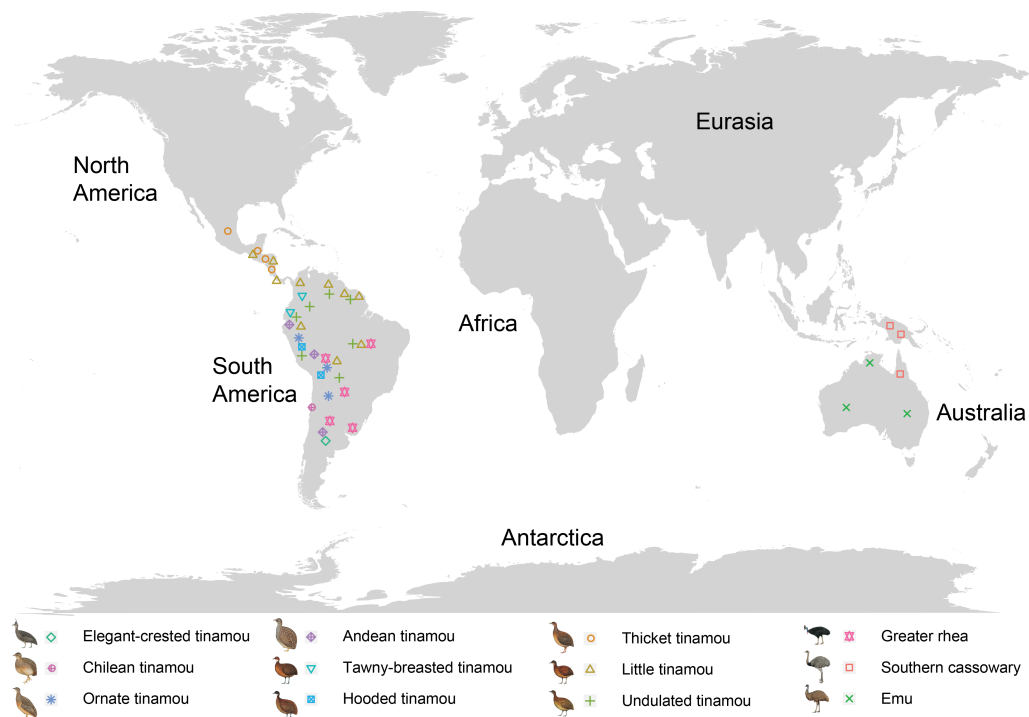 Eurasia
North
America
Africa
South
America
Australia
Antarctica
Elegant-crested tinamou
Andean tinamou
Thicket tinamou
Greater rhea
Chilean tinamou
Tawny-breasted tinamou
Little tinamou
Southern cassowary
Ornate tinamou
Hooded tinamou
Undulated tinamou
Emu